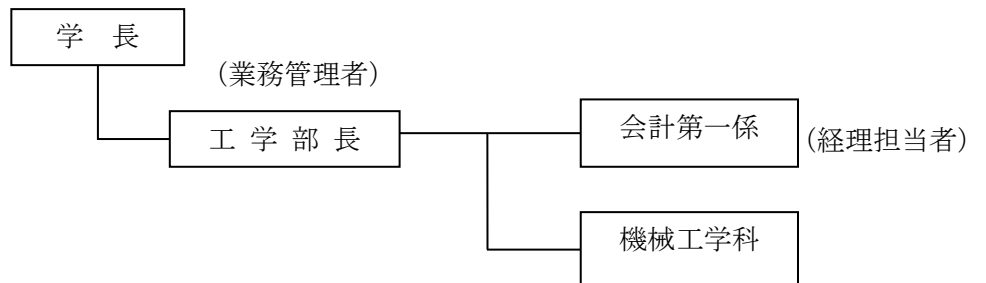 学 長
(業務管理者)
工 学 部 長
会計第一係
(経理担当者)
機械工学科